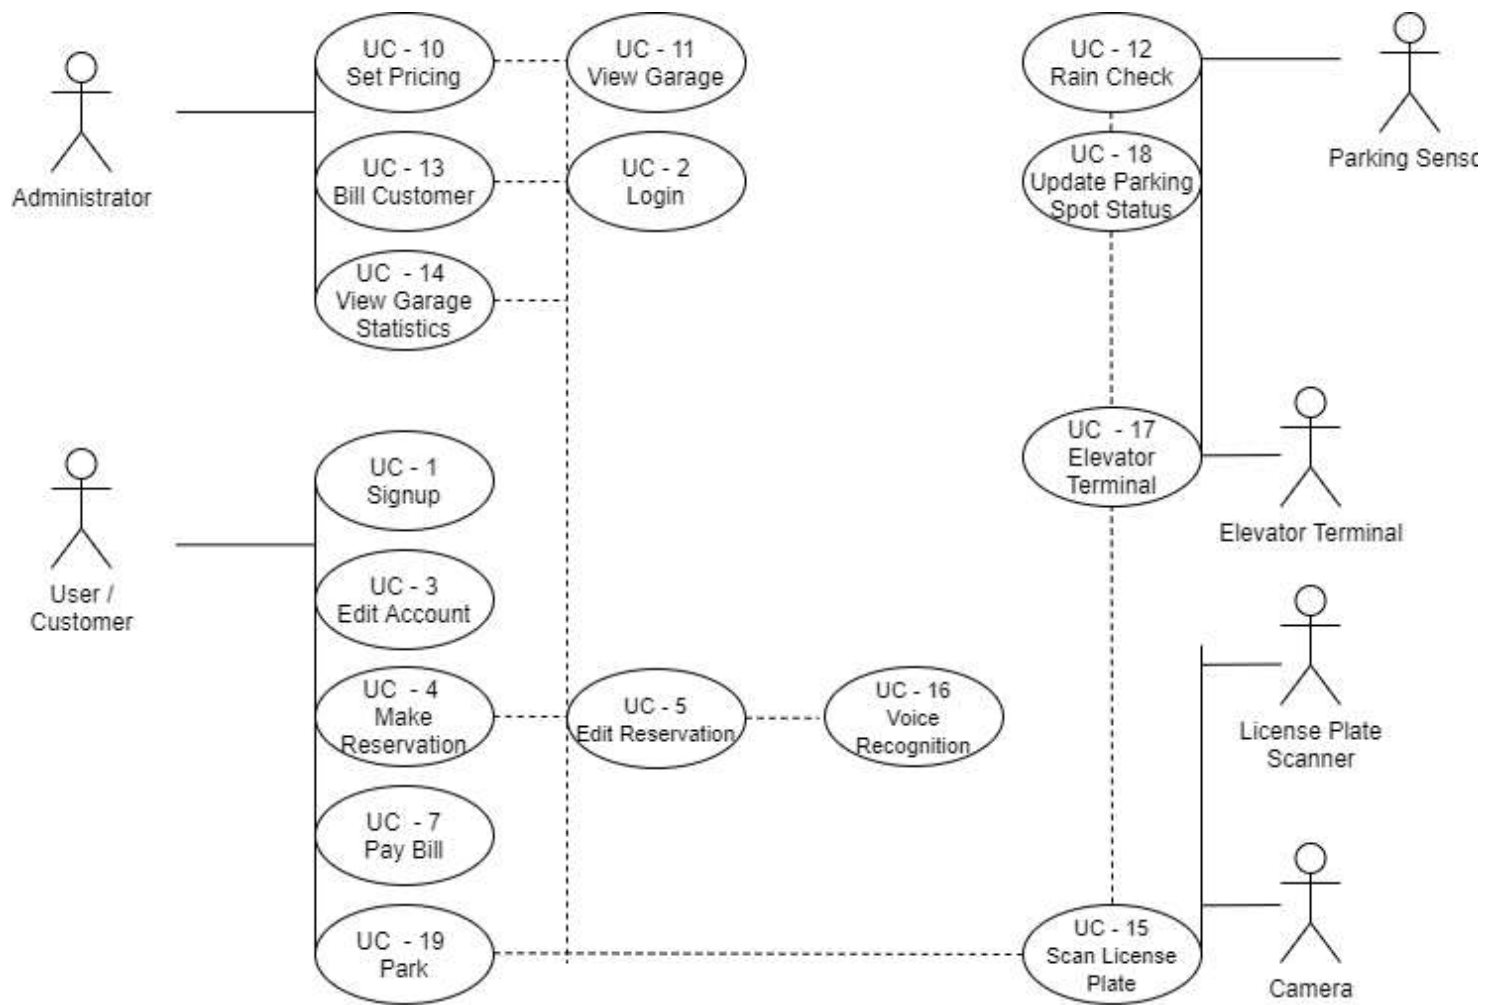 UC - 10
Set Pricing
UC - 11
View Garage
UC - 12
Rain Check
Parking Senso
Administrator
UC - 13
Bill Customer
UC - 2
Login
UC - 18
Update Parking
Spot Status
UC - 14
View Garage
Statistics
UC - 1
Signup
UC - 17
Elevator
Terminal
Elevator Terminal
User /
Customer
UC - 3
Edit Account
UC - 4
Make
Reservation
UC - 5
Edit Reservation
UC - 16
Voice
Recognition
License Plate
Scanner
UC - 7
Pay Bill
UC - 19
Park
UC - 15
Scan License
Plate
Camera